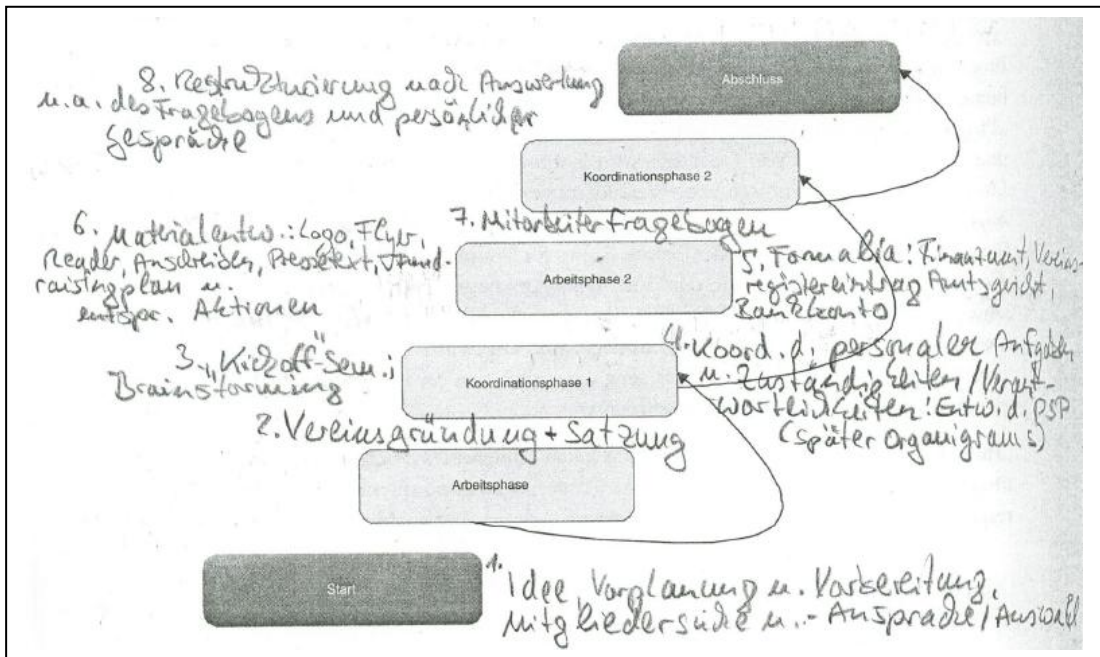 Abschluss
8. Restrukturierung nach Auswertung
u.a. des Fragebogens und persönlicher
Gespräche
Koordinationsphase 2
7. Mitarbeiterfragebogen
6. Materialentw.: Logo, Flyer,
Reader, Anschreiben, Pressetext, Fund-
raisingplan u.
entspr. Aktionen
Arbeitsphase 2
5. Formalia: Finanzamt, Vereins-
registereintrag Amtsgericht,
Bankkonto
3. "Kickoff"-Sem.;
Brainstorming
Koordinationsphase 1
4. Koord. d. personaler Aufgaben
u. Zuständigkeiten/Verant-
wortlichkeiten: Entw. d. PSP
(später Organigramms)
2. Vereinsgründung + Satzung
Arbeitsphase
Start
1.
Idee, Vorplanung u. Vorbereitung,
Mitgliedersuche u. -Ansprache/Auswahl